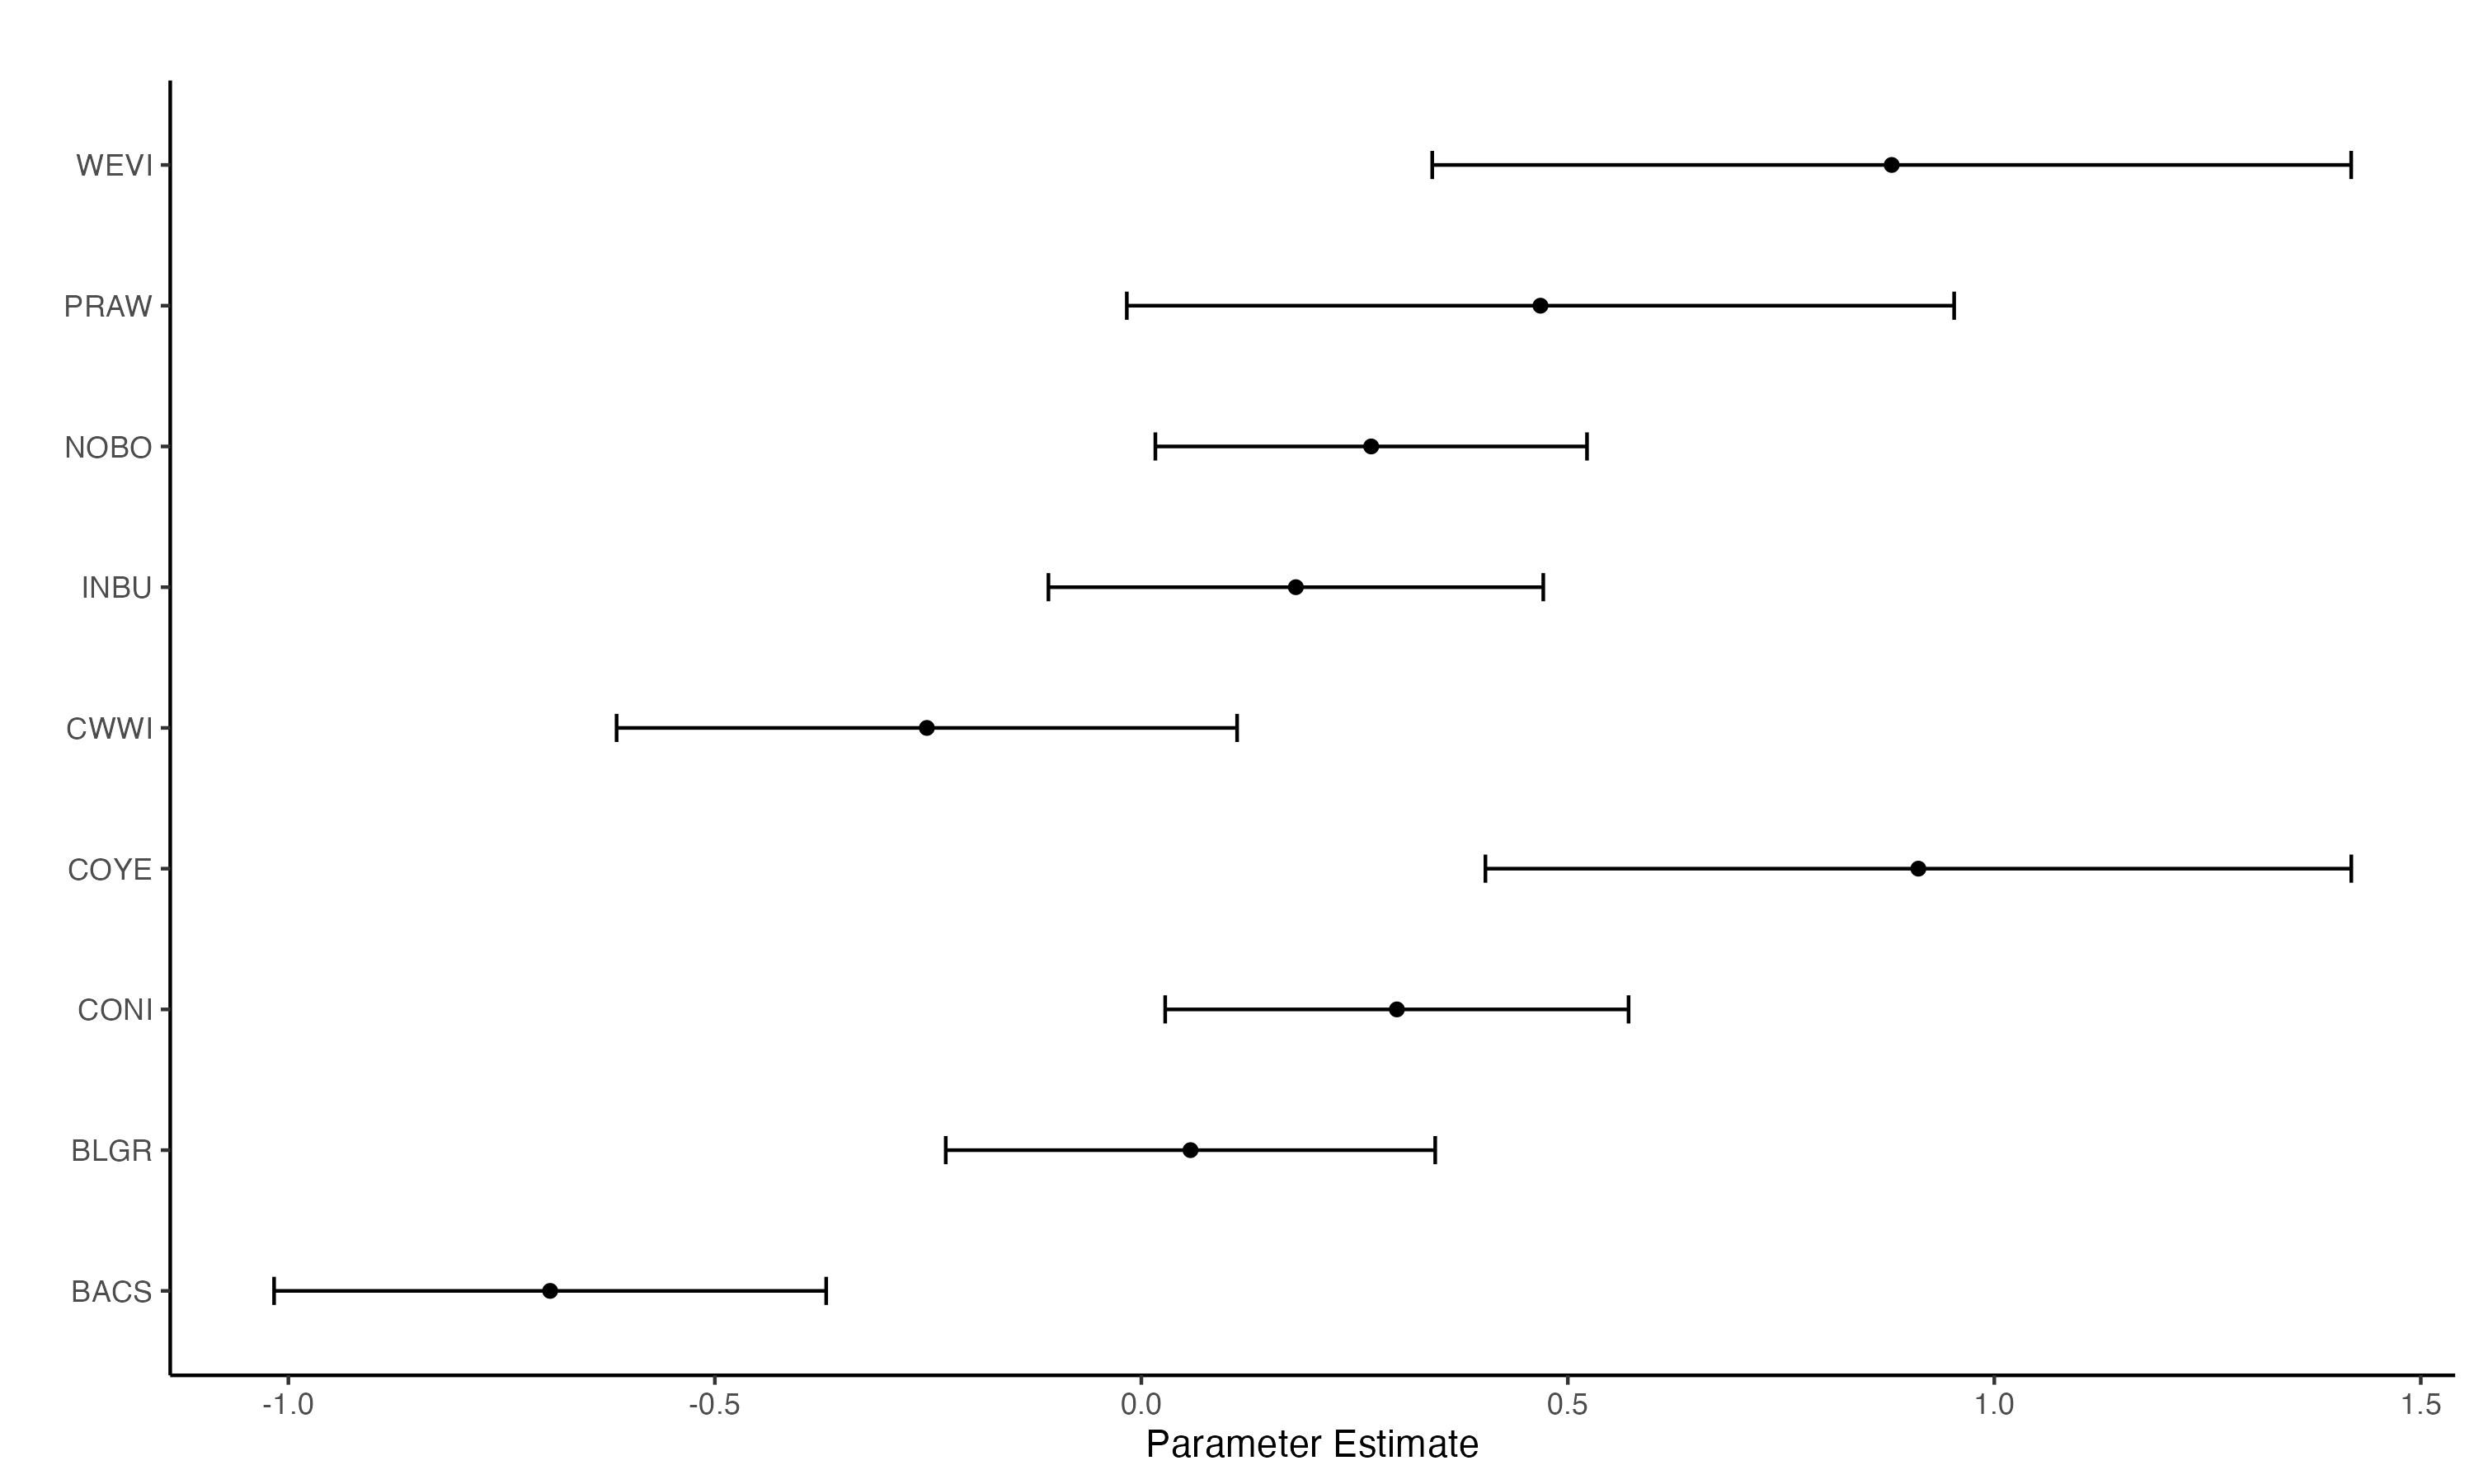 WEVI
PRAW
NOBO
INBU
CWWI
COYE
CONI
BLGR
BACS
-1.0 -0.5 0.0 0.5 1.0 1.5
Parameter Estimate